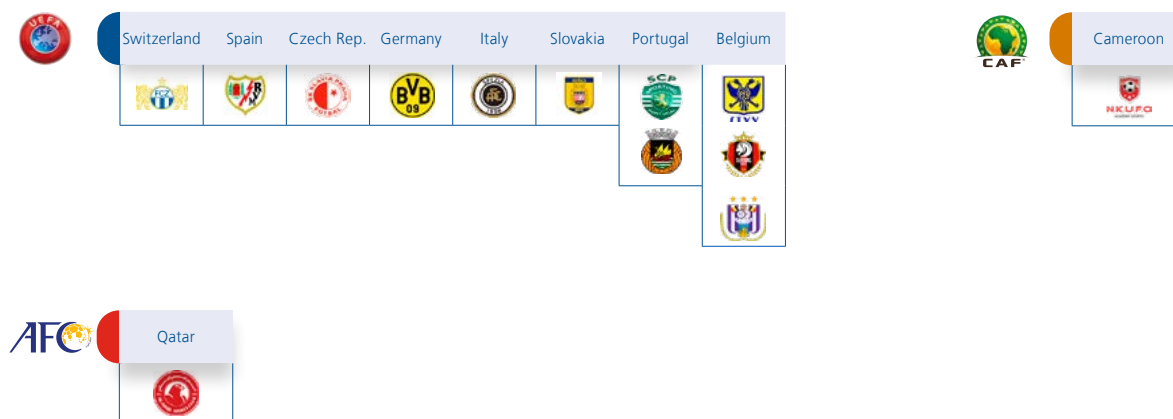 UEFA
Switzerland Spain Czech Rep. Germany Italy Slovakia Portugal Belgium
CAF
Cameroon
FCZ
BVB
09
SCP
STVV
NKUFO
AFC
Qatar